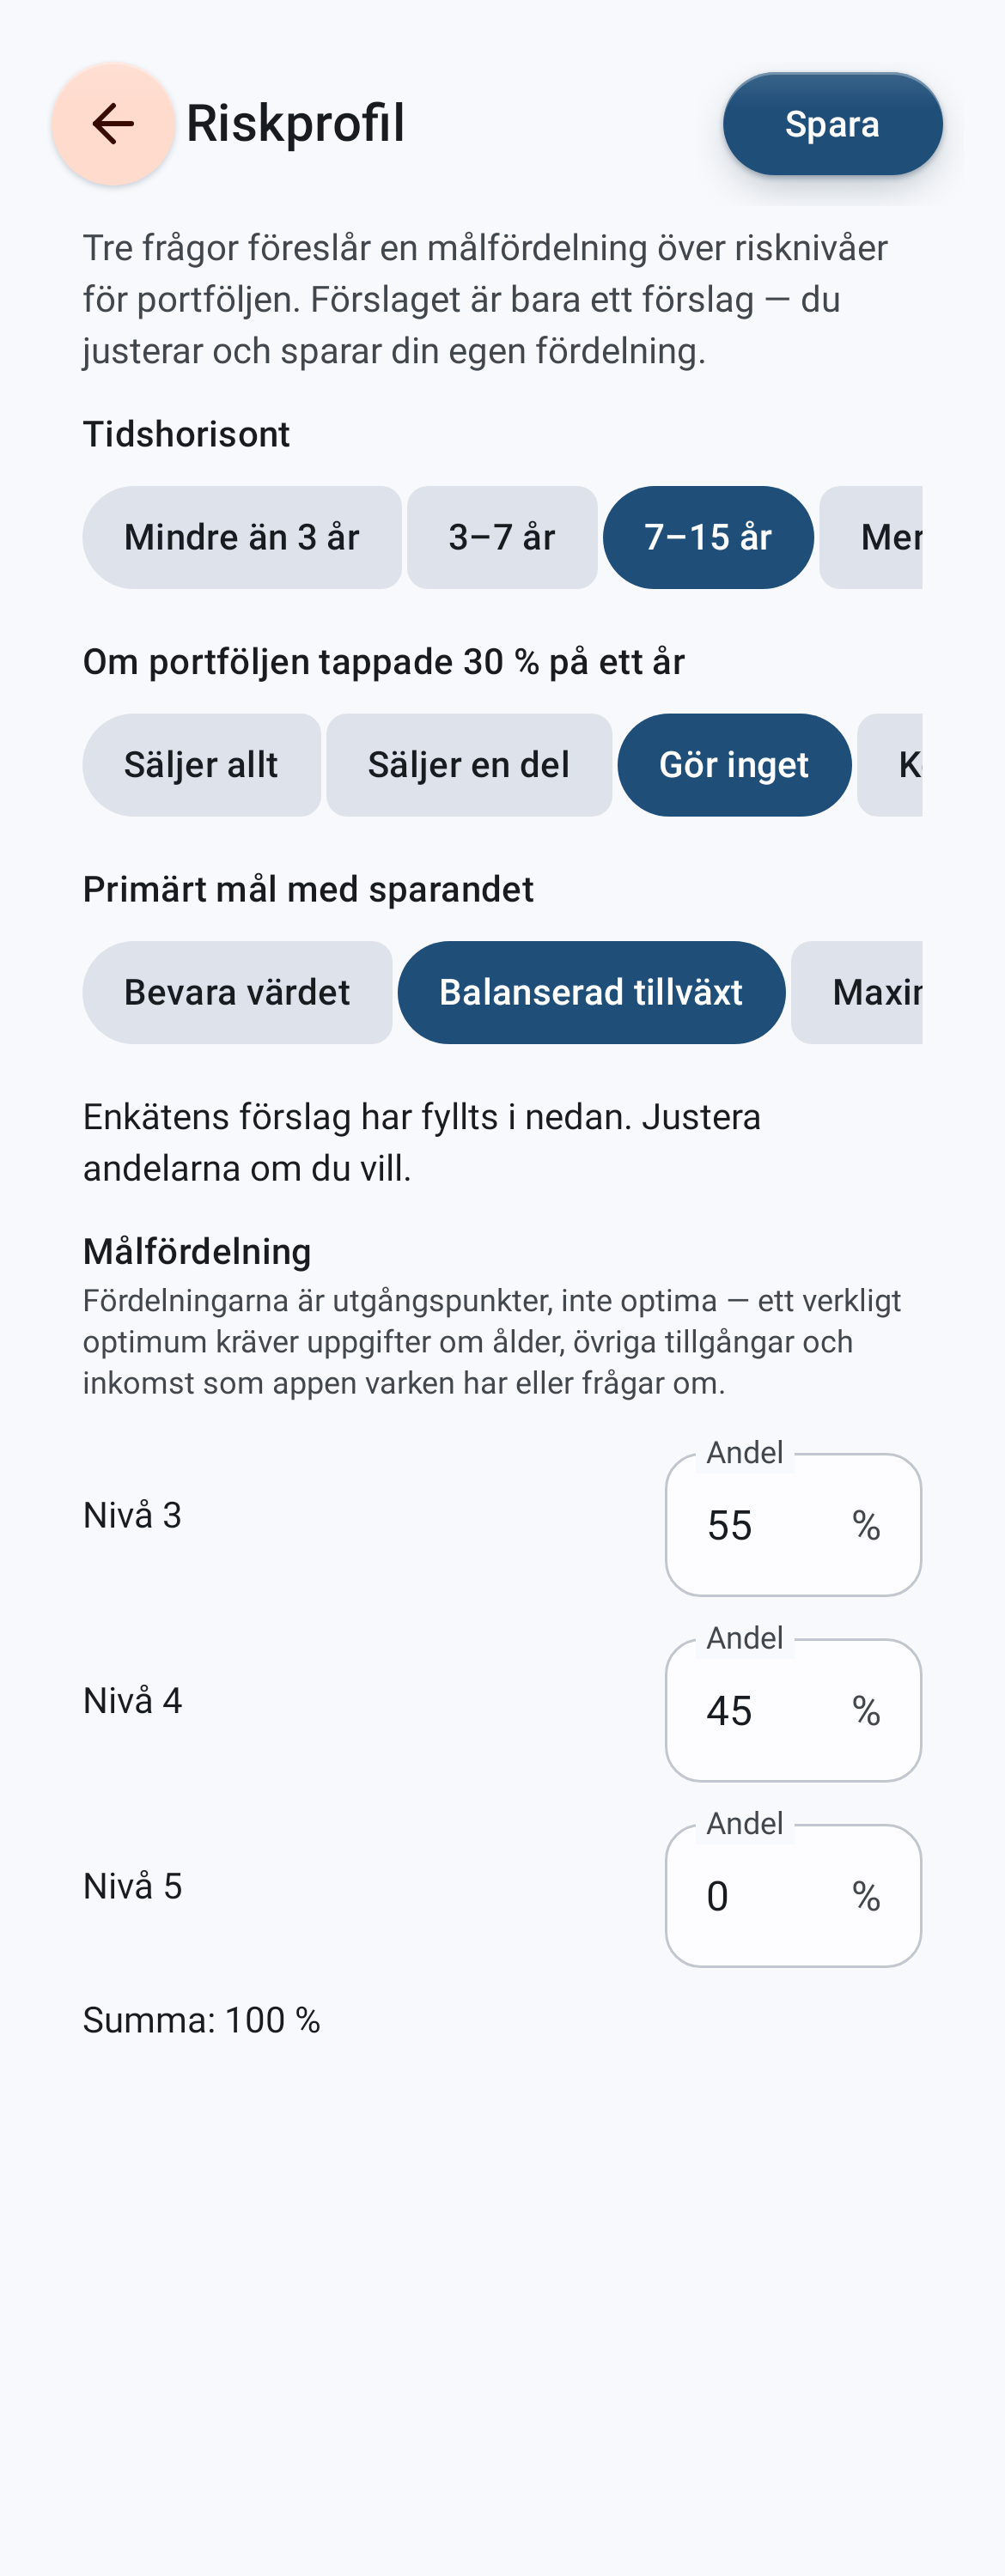 Riskprofil
Spara
Tre frågor föreslår en målfördelning över risknivåer
för portföljen. Förslaget är bara ett förslag — du
justerar och sparar din egen fördelning.
Tidshorisont
Mindre än 3 år 3–7 år 7–15 år Mer
Om portföljen tappade 30 % på ett år
Säljer allt Säljer en del Gör inget
Primärt mål med sparandet
Bevara värdet Balanserad tillväxt
Enkätens förslag har fyllts i nedan. Justera
andelarna om du vill.
Målfördelning
Fördelningarna är utgångspunkter, inte optima — ett verkligt
optimum kräver uppgifter om ålder, övriga tillgångar och
inkomst som appen varken har eller frågar om.
Andel
Nivå 3 55 %
Andel
Nivå 4 45 %
Andel
Nivå 5 0 %
Summa: 100 %